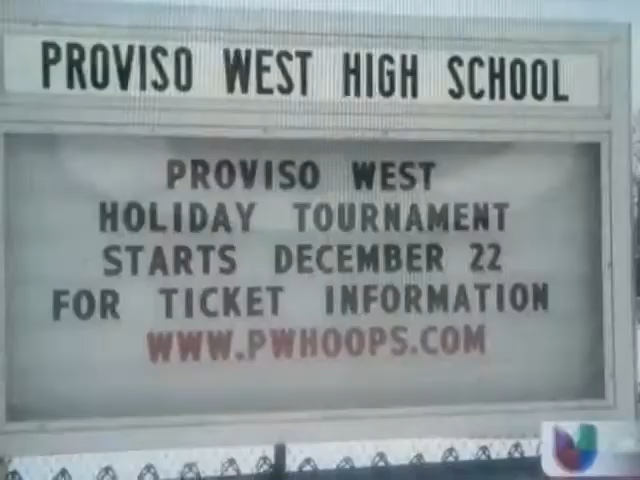 PROVISO WEST HIGH SCHOOL
PROVISO WEST
HOLIDAY TOURNAMENT
STARTS DECEMBER 22
FOR TICKET INFORMATION
WWW.PWHOOPS.COM